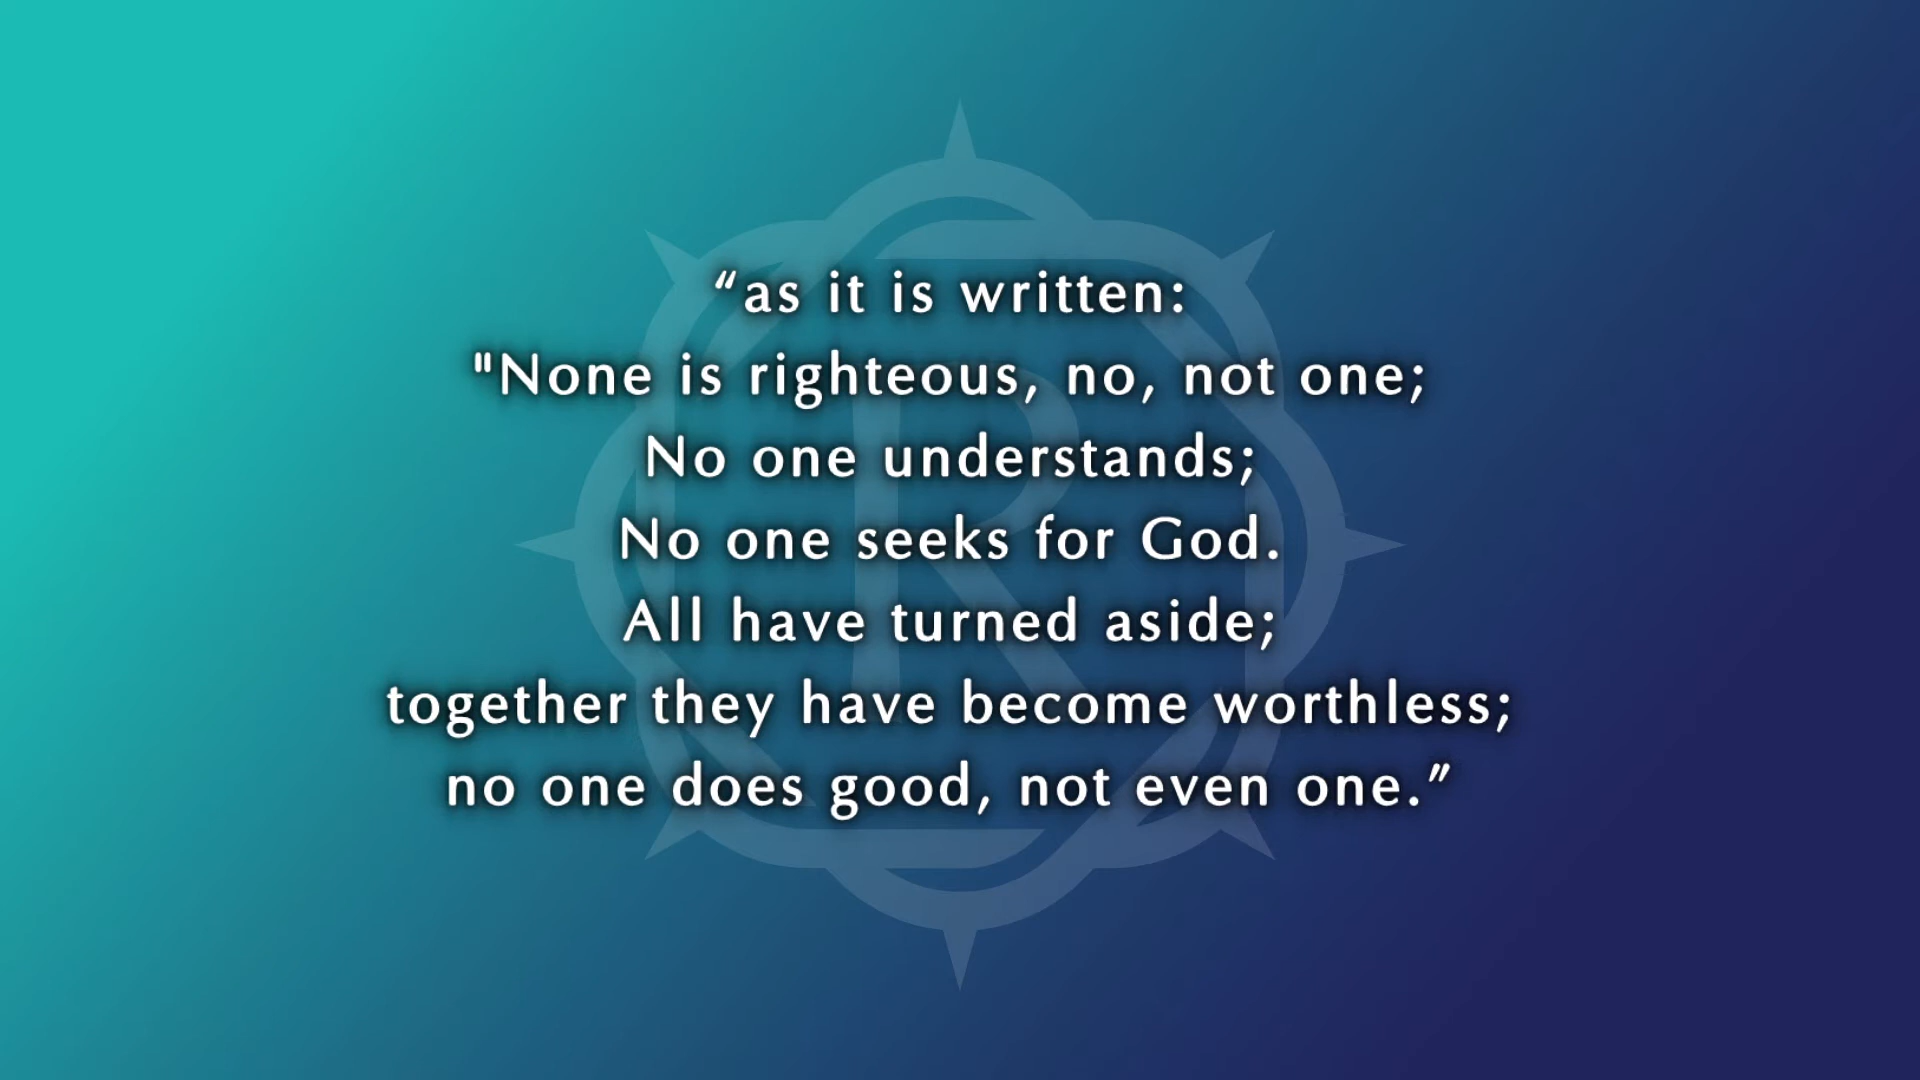 “as it is written:
"None is righteous, no, not one;
No one understands;
No one seeks for God.
All have turned aside;
together they have become worthless;
no one does good, not even one.”
R